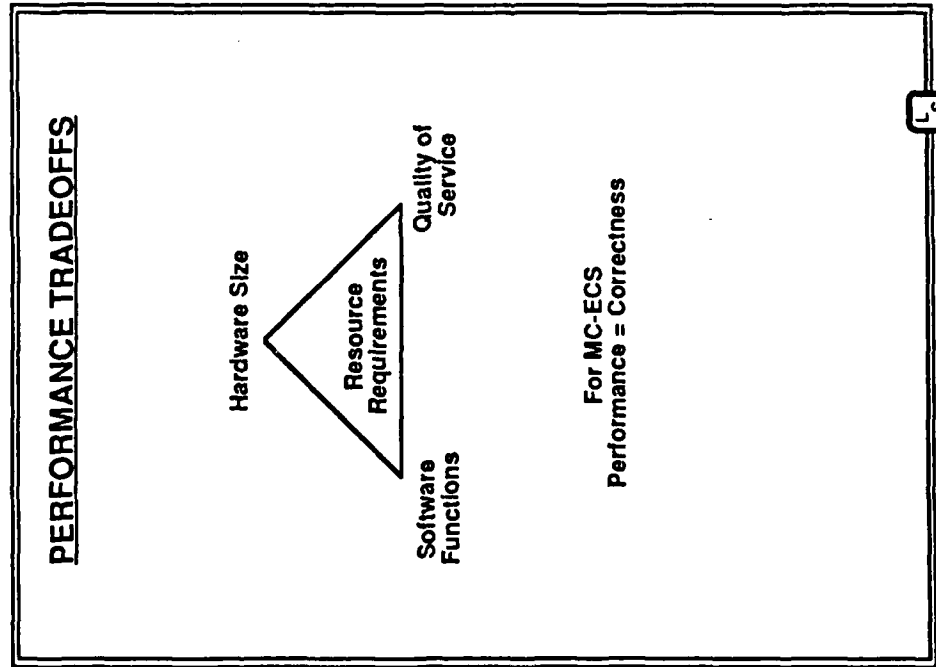 PERFORMANCE TRADEOFFS
Hardware Size
Resource
Requirements
Software
Functions
Quality of
Service
For MC-ECS
Performance = Correctness